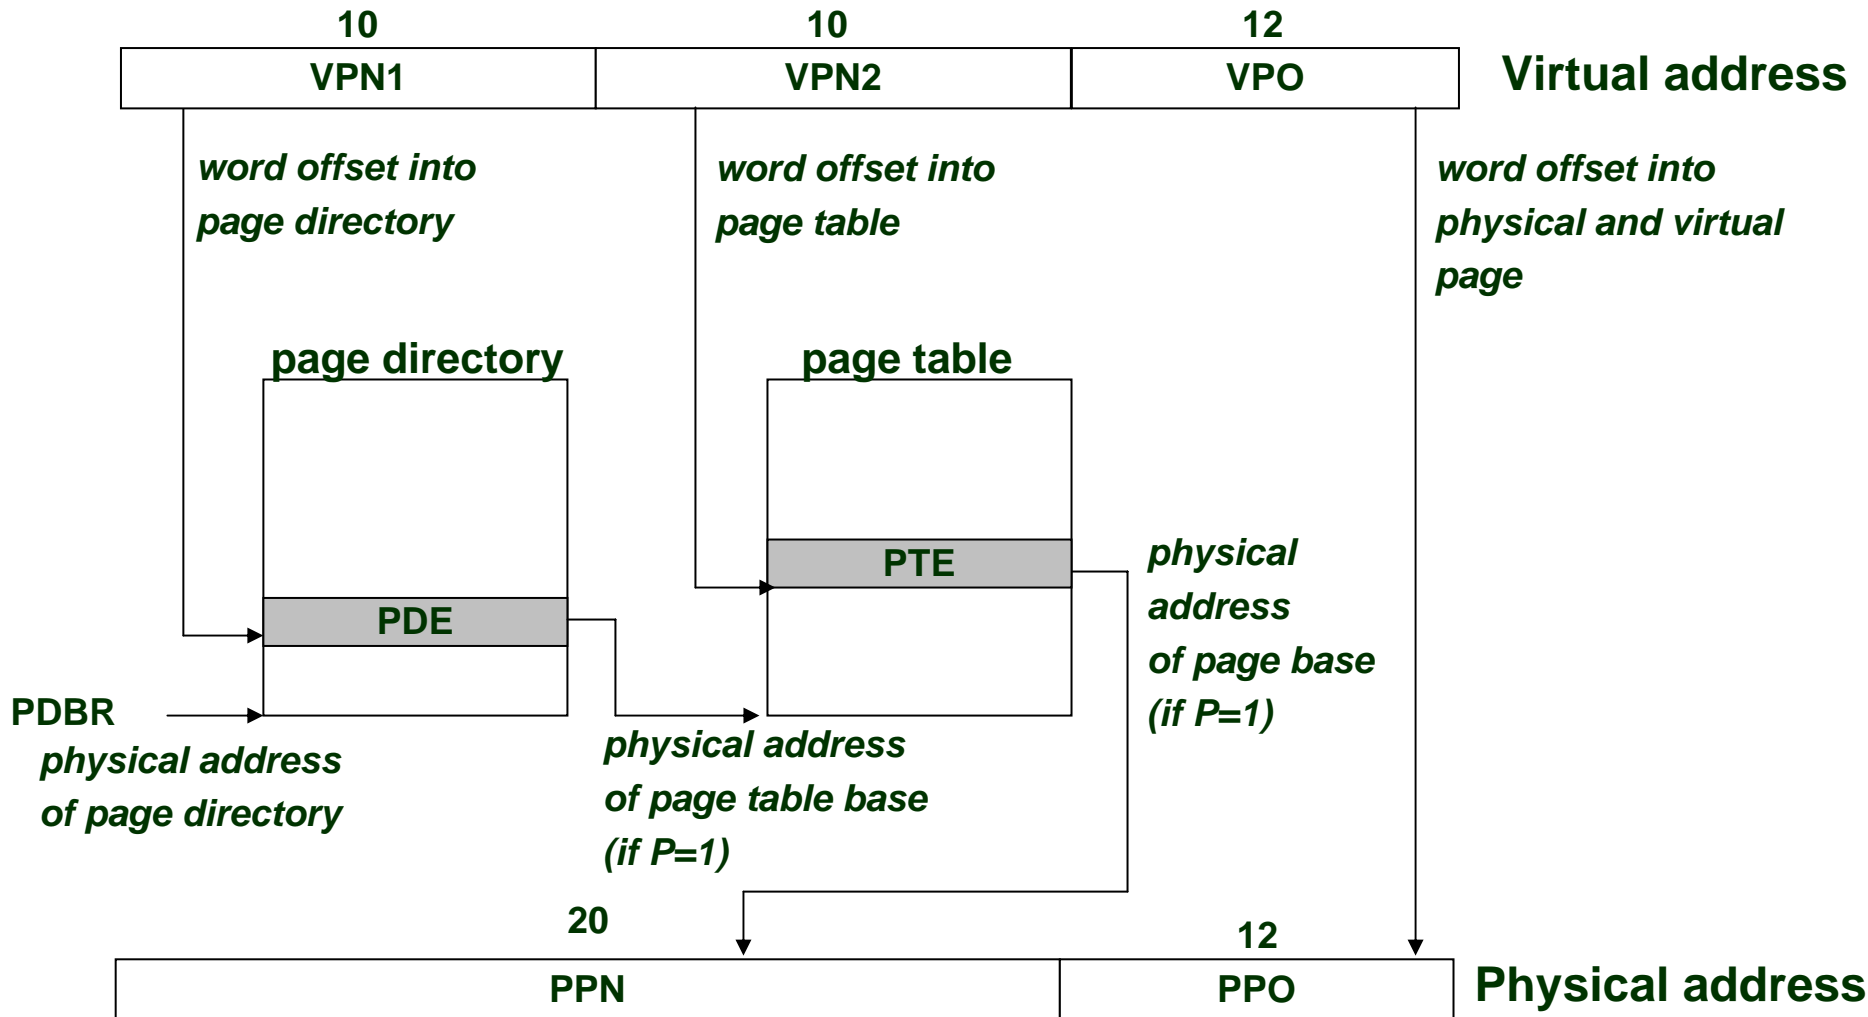 10
10
12
VPN1
VPN2
VPO
Virtual address
word offset into
page directory
word offset into
page table
word offset into
physical and virtual
page
page directory
page table
PTE
PDE
physical
address
of page base
(if P=1)
PDBR
physical address
of page directory
physical address
of page table base
(if P=1)
20
12
PPN
PPO
Physical address